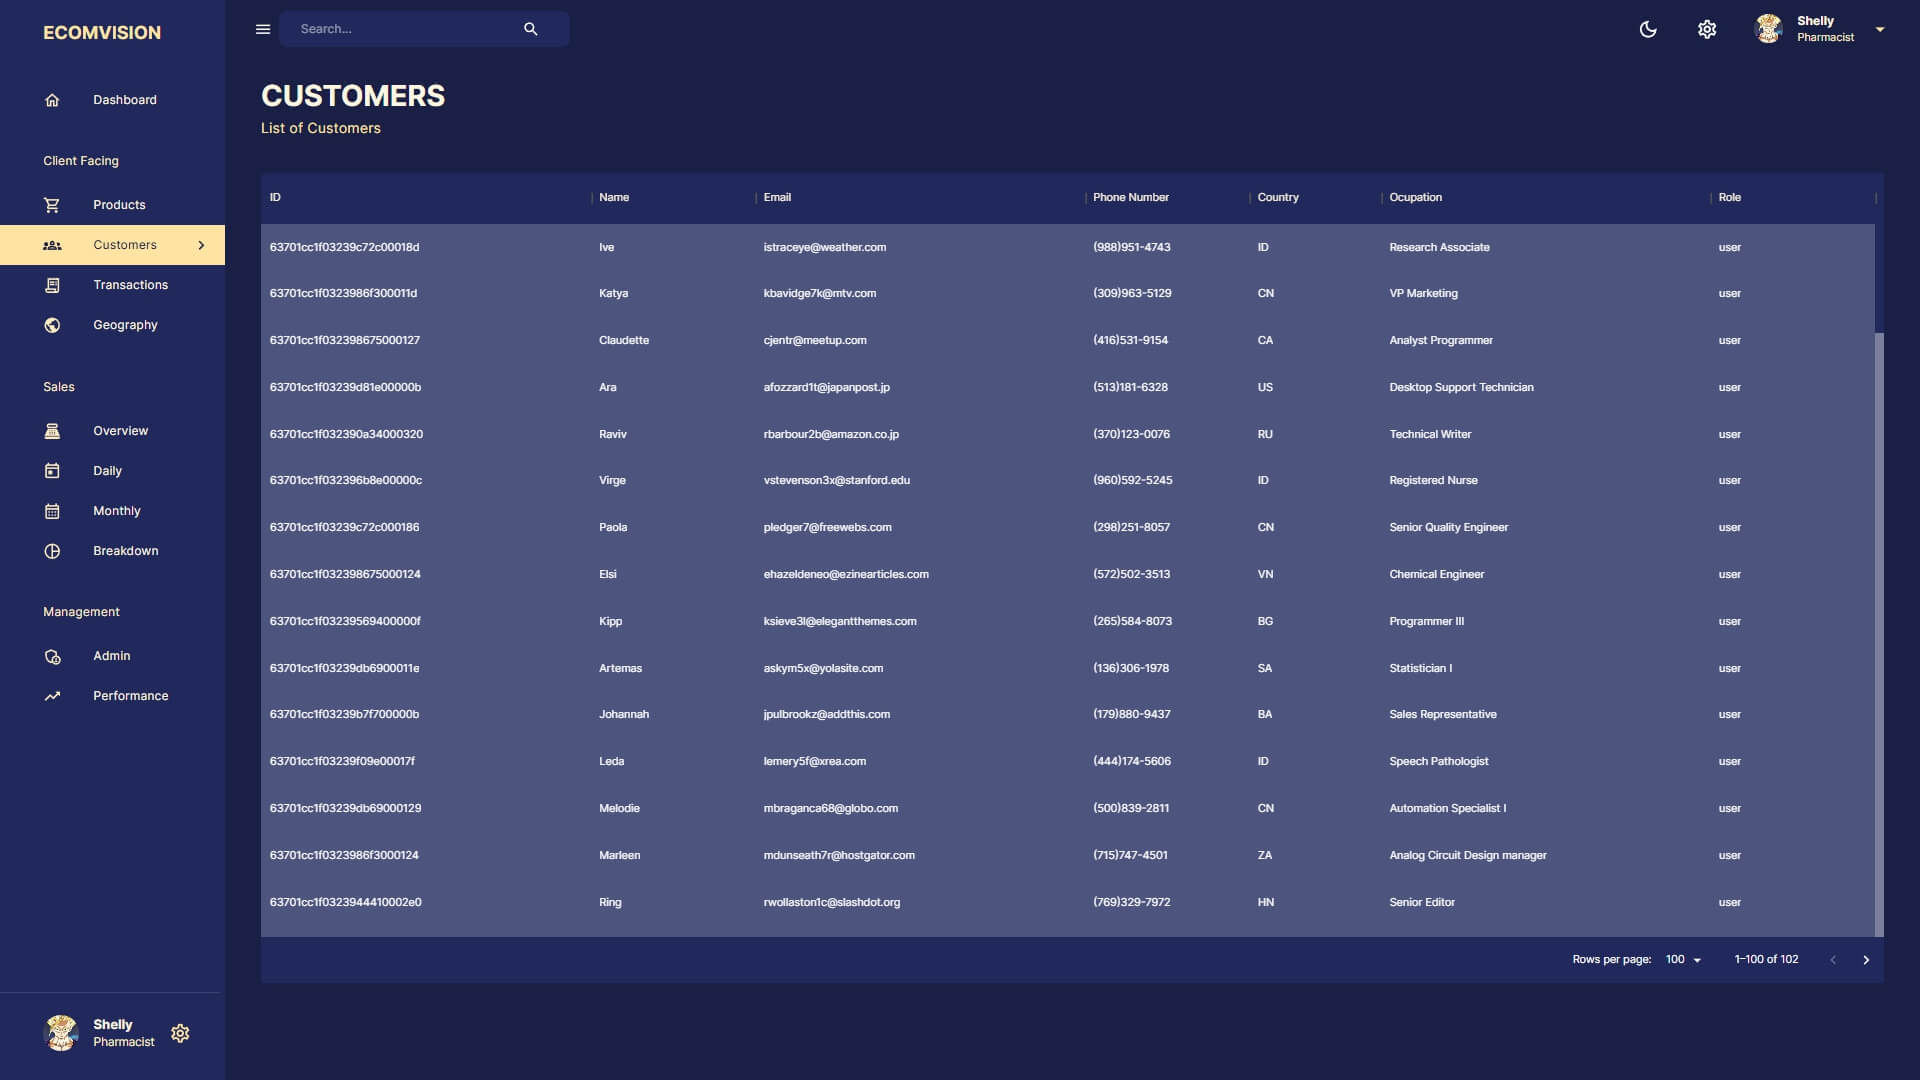 ECOMVISION
Search...
Shelly
Pharmacist
Dashboard
Client Facing
Products
Customers
Transactions
Geography
Sales
Overview
Daily
Monthly
Breakdown
Management
Admin
Performance
Shelly
Pharmacist
CUSTOMERS
List of Customers
ID Name Email Phone Number Country Ocupation Role
63701cc1f03239c72c00018d Ive istraceye@weather.com (988)951-4743 ID Research Associate user
63701cc1f0323986f300011d Katya kbavidge7k@mtv.com (309)963-5129 CN VP Marketing user
63701cc1f032398675000127 Claudette cjentr@meetup.com (416)531-9154 CA Analyst Programmer user
63701cc1f03239d81e00000b Ara afozzard1t@japanpost.jp (513)181-6328 US Desktop Support Technician user
63701cc1f032390a34000320 Raviv rbarbour2b@amazon.co.jp (370)123-0076 RU Technical Writer user
63701cc1f032396b8e00000c Virge vstevenson3x@stanford.edu (960)592-5245 ID Registered Nurse user
63701cc1f03239c72c000186 Paola pledger7@freewebs.com (298)251-8057 CN Senior Quality Engineer user
63701cc1f032398675000124 Elsi ehazeldeneo@ezinearticles.com (572)502-3513 VN Chemical Engineer user
63701cc1f03239569400000f Kipp ksieve3l@elegantthemes.com (265)584-8073 BG Programmer III user
63701cc1f03239db6900011e Artemas askym5x@yolasite.com (136)306-1978 SA Statistician I user
63701cc1f03239b7f700000b Johannah jpulbrookz@addthis.com (179)880-9437 BA Sales Representative user
63701cc1f03239f09e00017f Leda lemery5f@xrea.com (444)174-5606 ID Speech Pathologist user
63701cc1f03239db69000129 Melodie mbraganca68@globo.com (500)839-2811 CN Automation Specialist I user
63701cc1f0323986f3000124 Marleen mdunseath7r@hostgator.com (715)747-4501 ZA Analog Circuit Design manager user
63701cc1f0323944410002e0 Ring rwollaston1c@slashdot.org (769)329-7972 HN Senior Editor user
Rows per page: 100 1–100 of 102